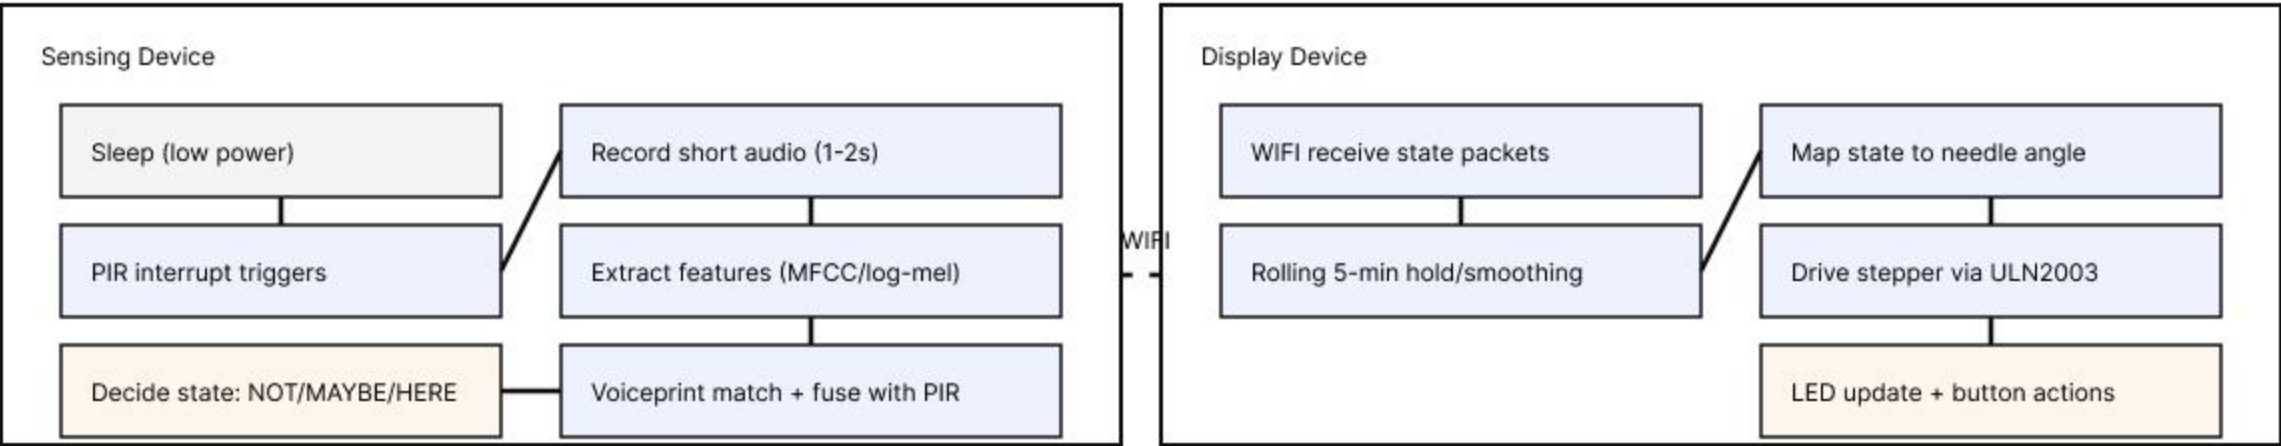 Sensing Device
Sleep (low power)
PIR interrupt triggers
Decide state: NOT/MAYBE/HERE
Record short audio (1-2s)
Extract features (MFCC/log-mel)
Voiceprint match + fuse with PIR
WIFI
Display Device
WIFI receive state packets
Rolling 5-min hold/smoothing
Map state to needle angle
Drive stepper via ULN2003
LED update + button actions